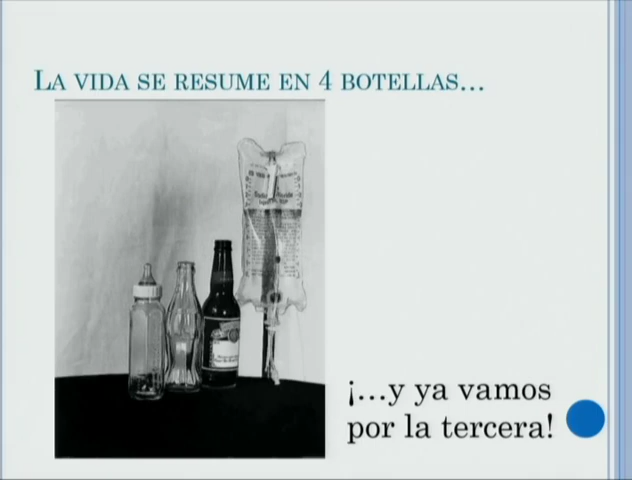 LA VIDA SE RESUME EN 4 BOTELLAS...
¡...y ya vamos
por la tercera!